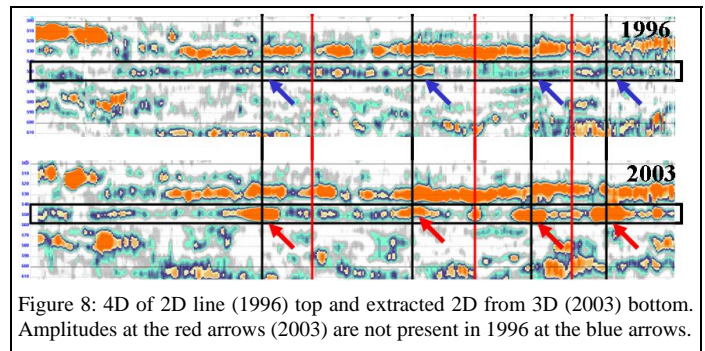 1996
2003
Figure 8: 4D of 2D line (1996) top and extracted 2D from 3D (2003) bottom.
Amplitudes at the red arrows (2003) are not present in 1996 at the blue arrows.